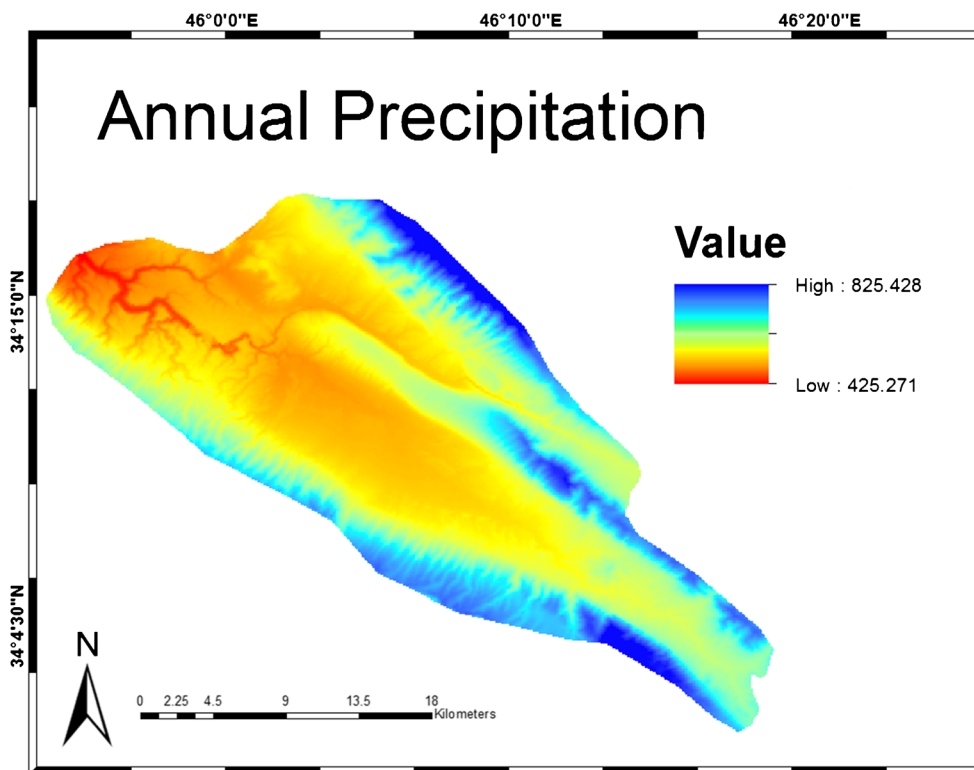 46°0'0"E 46°10'0"E 46°20'0"E
Annual Precipitation
Value
High : 825.428
Low : 425.271
34°15'0"N
34°4'30"N
N
0 2.25 4.5 9 13.5 18
Kilometers